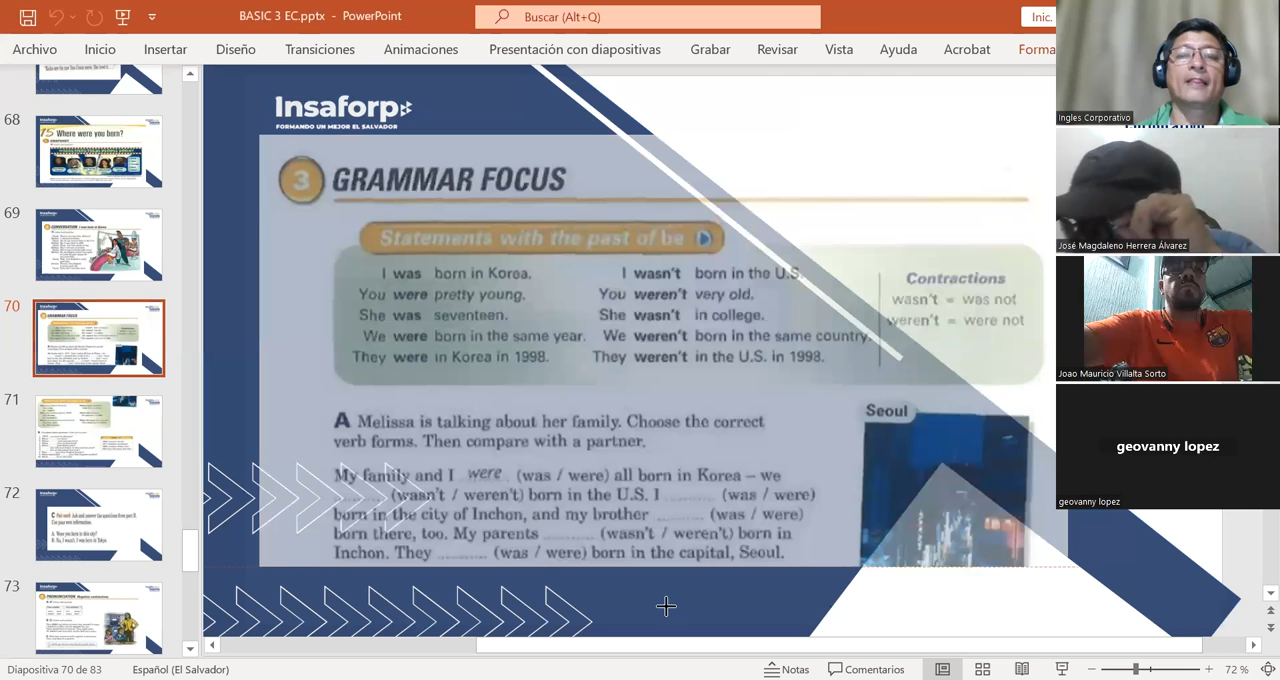 BASIC 3 EC.pptx - PowerPoint
Buscar (Alt+Q)
Inic.
Archivo Inicio Insertar Diseño Transiciones Animaciones Presentación con diapositivas Grabar Revisar Vista Ayuda Acrobat Forma
68
15 Where were you born?
69
70
GRAMMAR FOCUS
71
72
73
Insaforp
FORMANDO UN MEJOR EL SALVADOR
3 GRAMMAR FOCUS
Statements with the past of be
I was born in Korea. I wasn't born in the U.S.
You were pretty young. You weren't very old.
She was seventeen. She wasn't in college.
We were born in the same year. We weren't born in the same country.
They were in Korea in 1998. They weren't in the U.S. in 1998.
Contractions
wasn't = was not
weren't = were not
A Melissa is talking about her family. Choose the correct
verb forms. Then compare with a partner.
My family and I were (was / were) all born in Korea – we
........ (wasn't / weren't) born in the U.S. I ........ (was / were)
born in the city of Inchon, and my brother ........ (was / were)
born there, too. My parents ........ (wasn't / weren't) born in
Inchon. They ........ (was / were) born in the capital, Seoul.
Seoul
Ingles Corporativo
José Magdaleno Herrera Álvarez
Joao Mauricio Villalta Sorto
geovanny lopez
geovanny lopez
Diapositiva 70 de 83 Español (El Salvador) Notas Comentarios 72 %